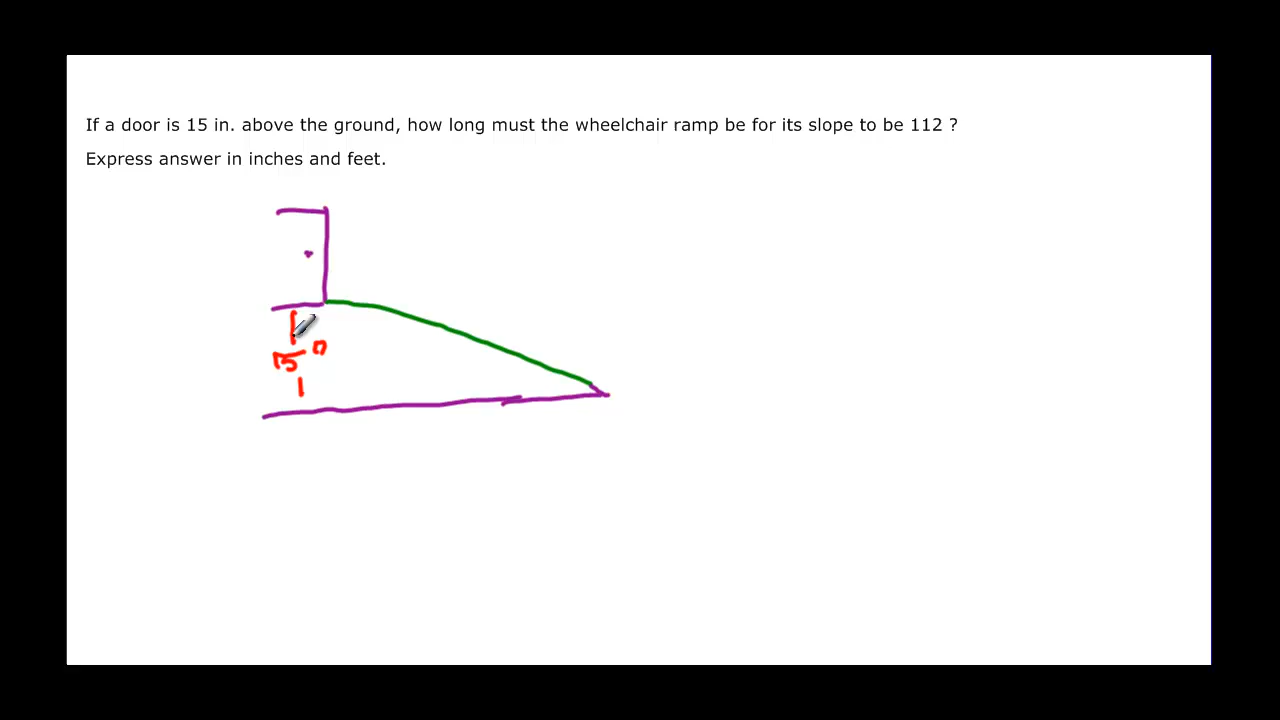 If a door is 15 in. above the ground, how long must the wheelchair ramp be for its slope to be 112 ?
Express answer in inches and feet.
15"